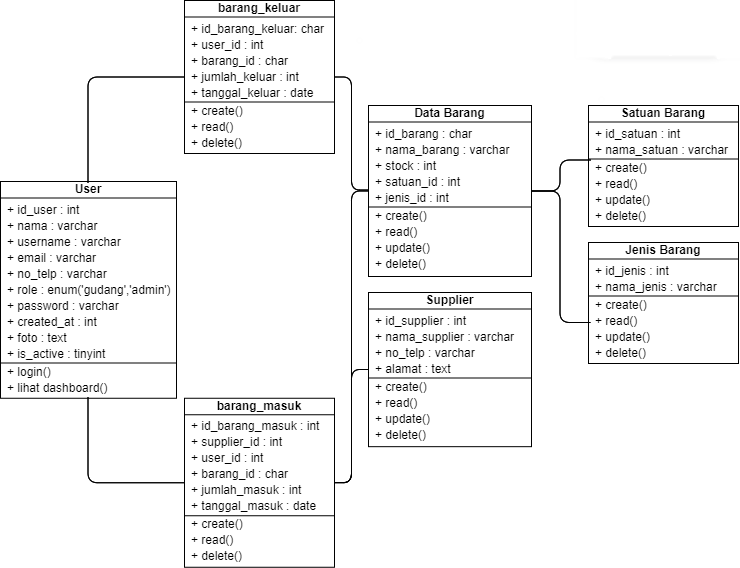 barang_keluar
+ id_barang_keluar: char
+ user_id : int
+ barang_id : char
+ jumlah_keluar : int
+ tanggal_keluar : date
+ create()
+ read()
+ delete()
User
+ id_user : int
+ nama : varchar
+ username : varchar
+ email : varchar
+ no_telp : varchar
+ role : enum('gudang','admin')
+ password : varchar
+ created_at : int
+ foto : text
+ is_active : tinyint
+ login()
+ lihat dashboard()
barang_masuk
+ id_barang_masuk : int
+ supplier_id : int
+ user_id : int
+ barang_id : char
+ jumlah_masuk : int
+ tanggal_masuk : date
+ create()
+ read()
+ delete()
Data Barang
+ id_barang : char
+ nama_barang : varchar
+ stock : int
+ satuan_id : int
+ jenis_id : int
+ create()
+ read()
+ update()
+ delete()
Supplier
+ id_supplier : int
+ nama_supplier : varchar
+ no_telp : varchar
+ alamat : text
+ create()
+ read()
+ update()
+ delete()
Satuan Barang
+ id_satuan : int
+ nama_satuan : varchar
+ create()
+ read()
+ update()
+ delete()
Jenis Barang
+ id_jenis : int
+ nama_jenis : varchar
+ create()
+ read()
+ update()
+ delete()